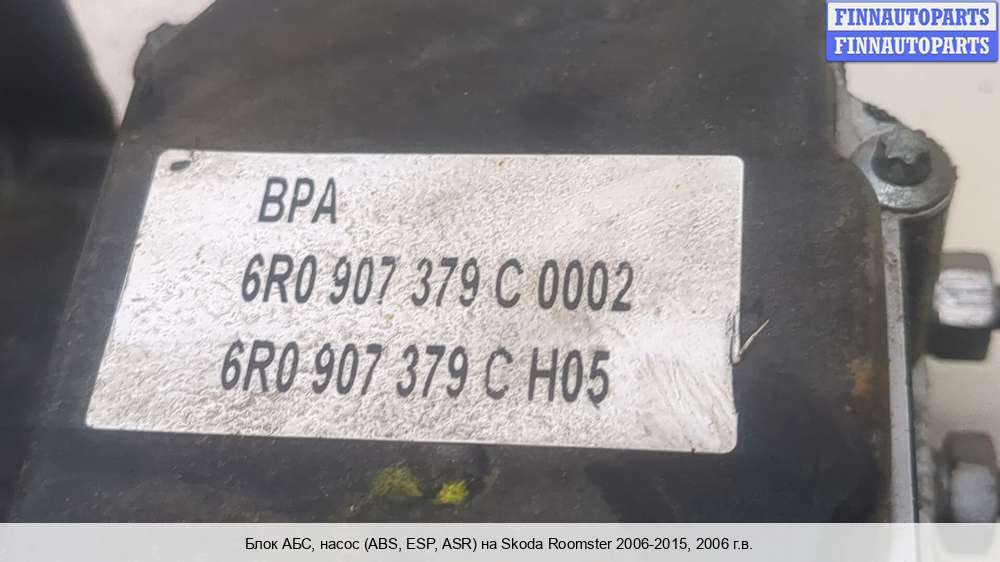 FINNAUTOPARTS
FINNAUTOPARTS
BPA
6R0 907 379 C 0002
6R0 907 379 C H05
Блок АБС, насос (ABS, ESP, ASR) на Skoda Roomster 2006-2015, 2006 г.в.